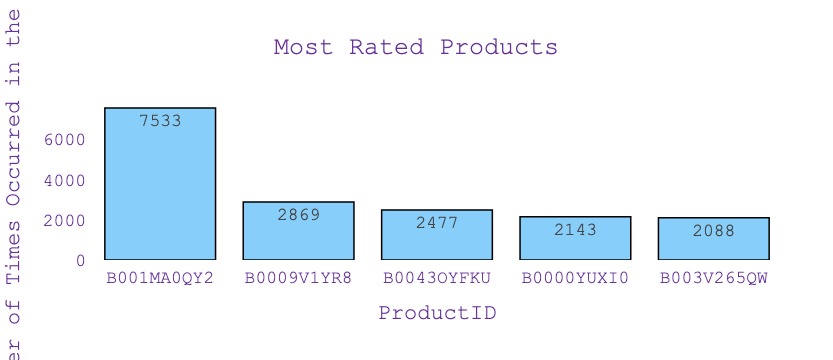 Most Rated Products
er of Times Occurred in the
6000
4000
2000
0
7533
2869
2477
2143
2088
B001MA0QY2 B0009V1YR8 B0043OYFKU B0000YUXI0 B003V265QW
ProductID